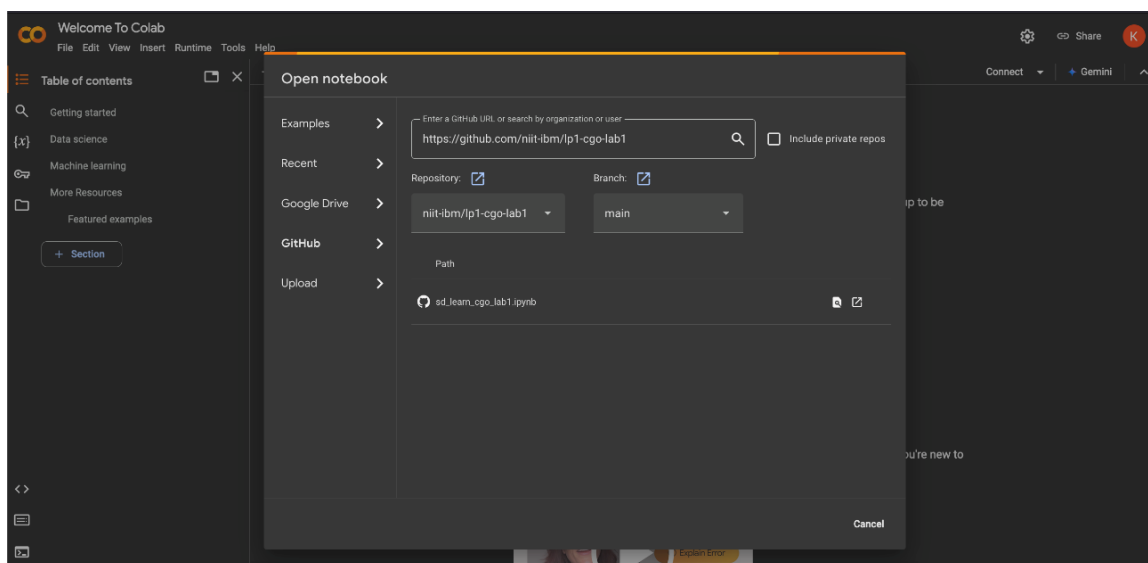 Welcome To Colab
File Edit View Insert Runtime Tools Help
Share
K
Table of contents
Getting started
Data science
Machine learning
More Resources
Featured examples
+ Section
{x}
Open notebook
Examples
Recent
Google Drive
GitHub
Upload
Enter a GitHub URL or search by organization or user
https://github.com/niit-ibm/lp1-cgo-lab1
Include private repos
Repository:
Branch:
niit-ibm/lp1-cgo-lab1
main
Path
sd_learn_cgo_lab1.ipynb
Cancel
Connect
Gemini
up to be
ou're new to
Explain Error